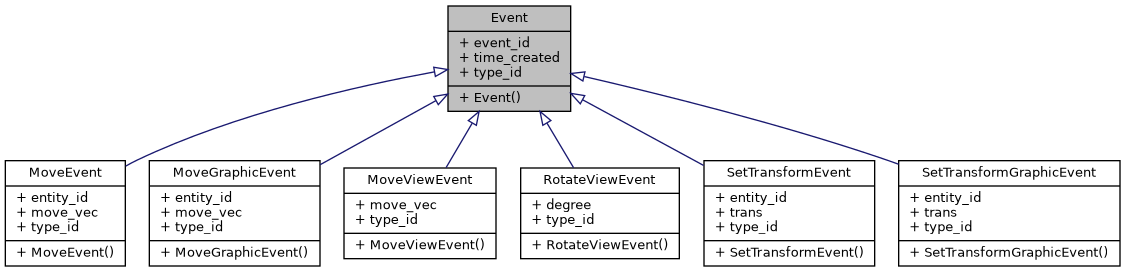 Event
+ event_id
+ time_created
+ type_id
+ Event()
MoveEvent
+ entity_id
+ move_vec
+ type_id
+ MoveEvent()
MoveGraphicEvent
+ entity_id
+ move_vec
+ type_id
+ MoveGraphicEvent()
MoveViewEvent
+ move_vec
+ type_id
+ MoveViewEvent()
RotateViewEvent
+ degree
+ type_id
+ RotateViewEvent()
SetTransformEvent
+ entity_id
+ trans
+ type_id
+ SetTransformEvent()
SetTransformGraphicEvent
+ entity_id
+ trans
+ type_id
+ SetTransformGraphicEvent()